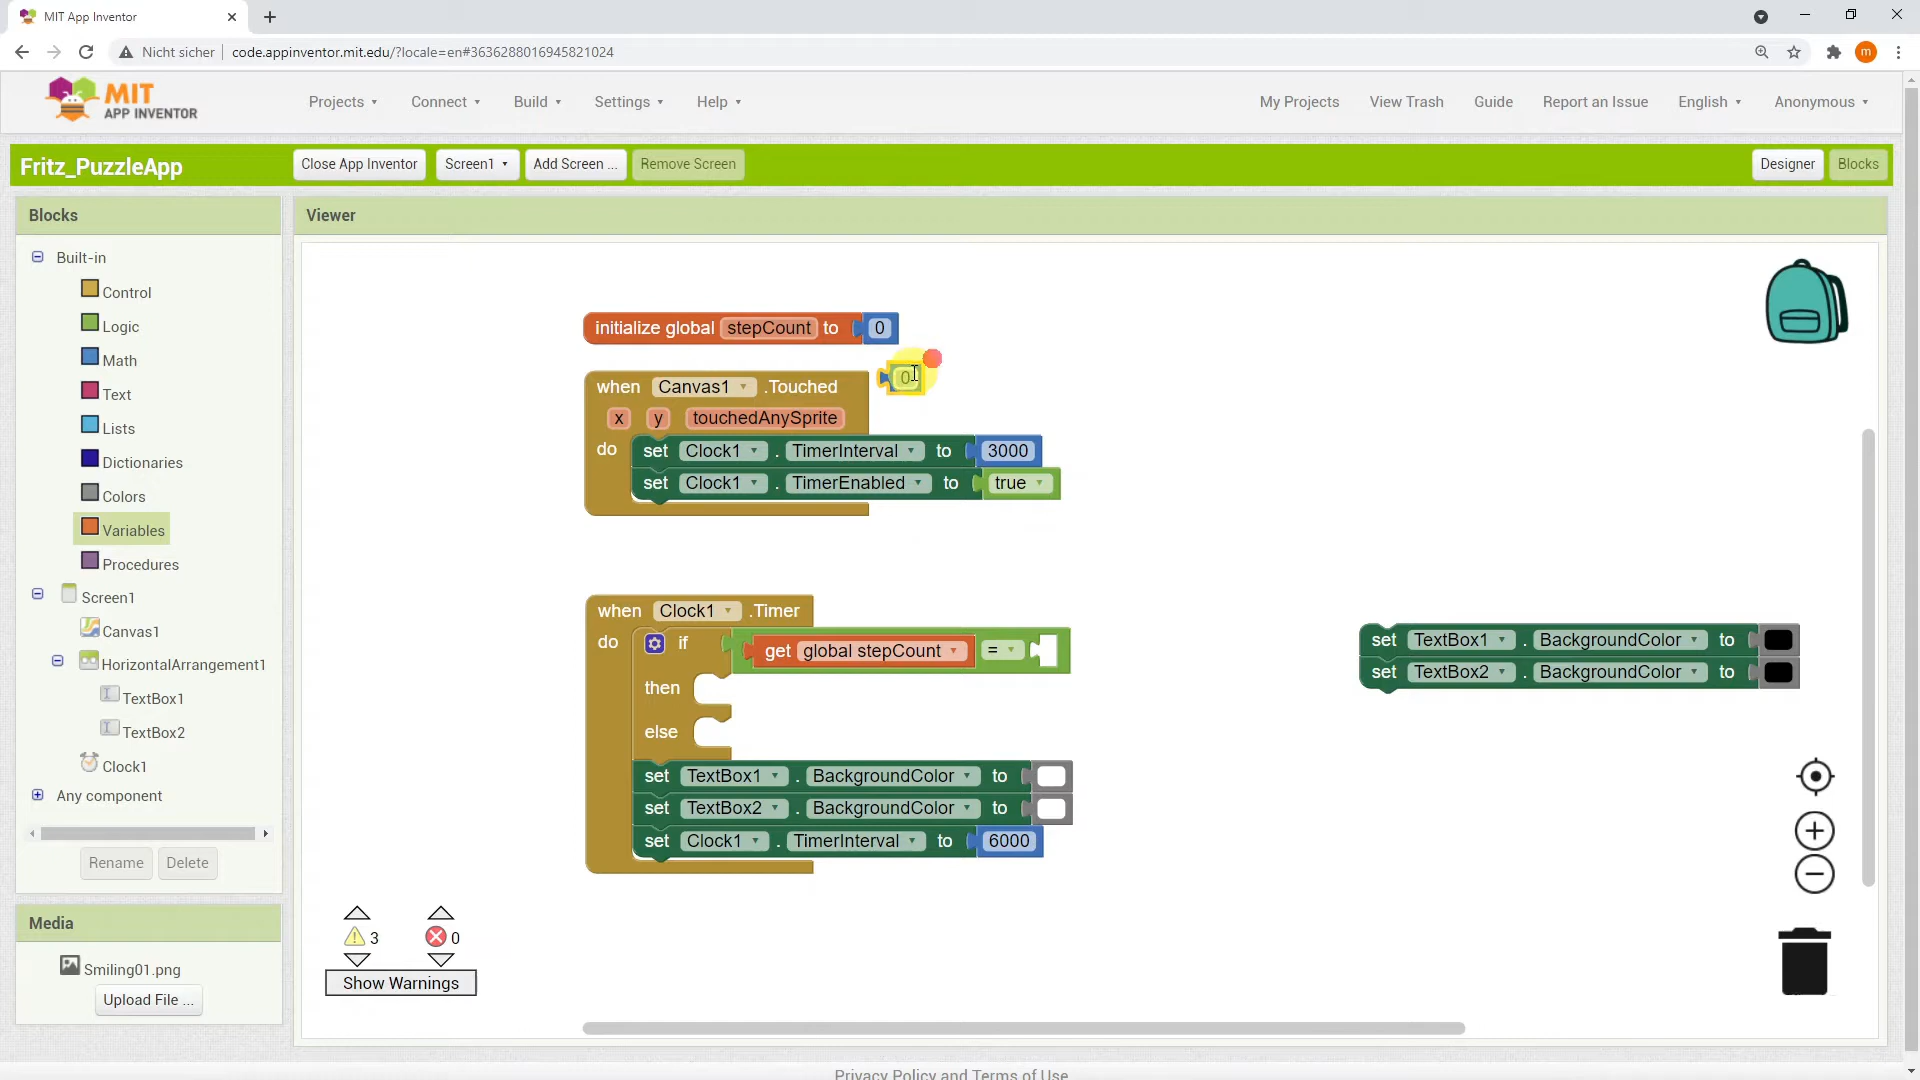 MIT App Inventor
Nicht sicher
code.appinventor.mit.edu/?locale=en#3636288016945821024
m
MIT
APP INVENTOR
Projects
Connect
Build
Settings
Help
My Projects
View Trash
Guide
Report an Issue
English
Anonymous
Fritz_PuzzleApp
Close App Inventor
Screen1
Add Screen ...
Remove Screen
Designer
Blocks
Blocks
Viewer
Built-in
Control
Logic
Math
Text
Lists
Dictionaries
Colors
Variables
Procedures
Screen1
Canvas1
HorizontalArrangement1
TextBox1
TextBox2
Clock1
Any component
Rename
Delete
Media
Smiling01.png
Upload File ...
initialize global stepCount to 0
0
when Canvas1 .Touched
x y touchedAnySprite
do set Clock1 . TimerInterval to 3000
set Clock1 . TimerEnabled to true
when Clock1 .Timer
do if get global stepCount =
then
else
set TextBox1 . BackgroundColor to
set TextBox2 . BackgroundColor to
set Clock1 . TimerInterval to 6000
set TextBox1 . BackgroundColor to
set TextBox2 . BackgroundColor to
3
0
Show Warnings
Privacy Policy and Terms of Use